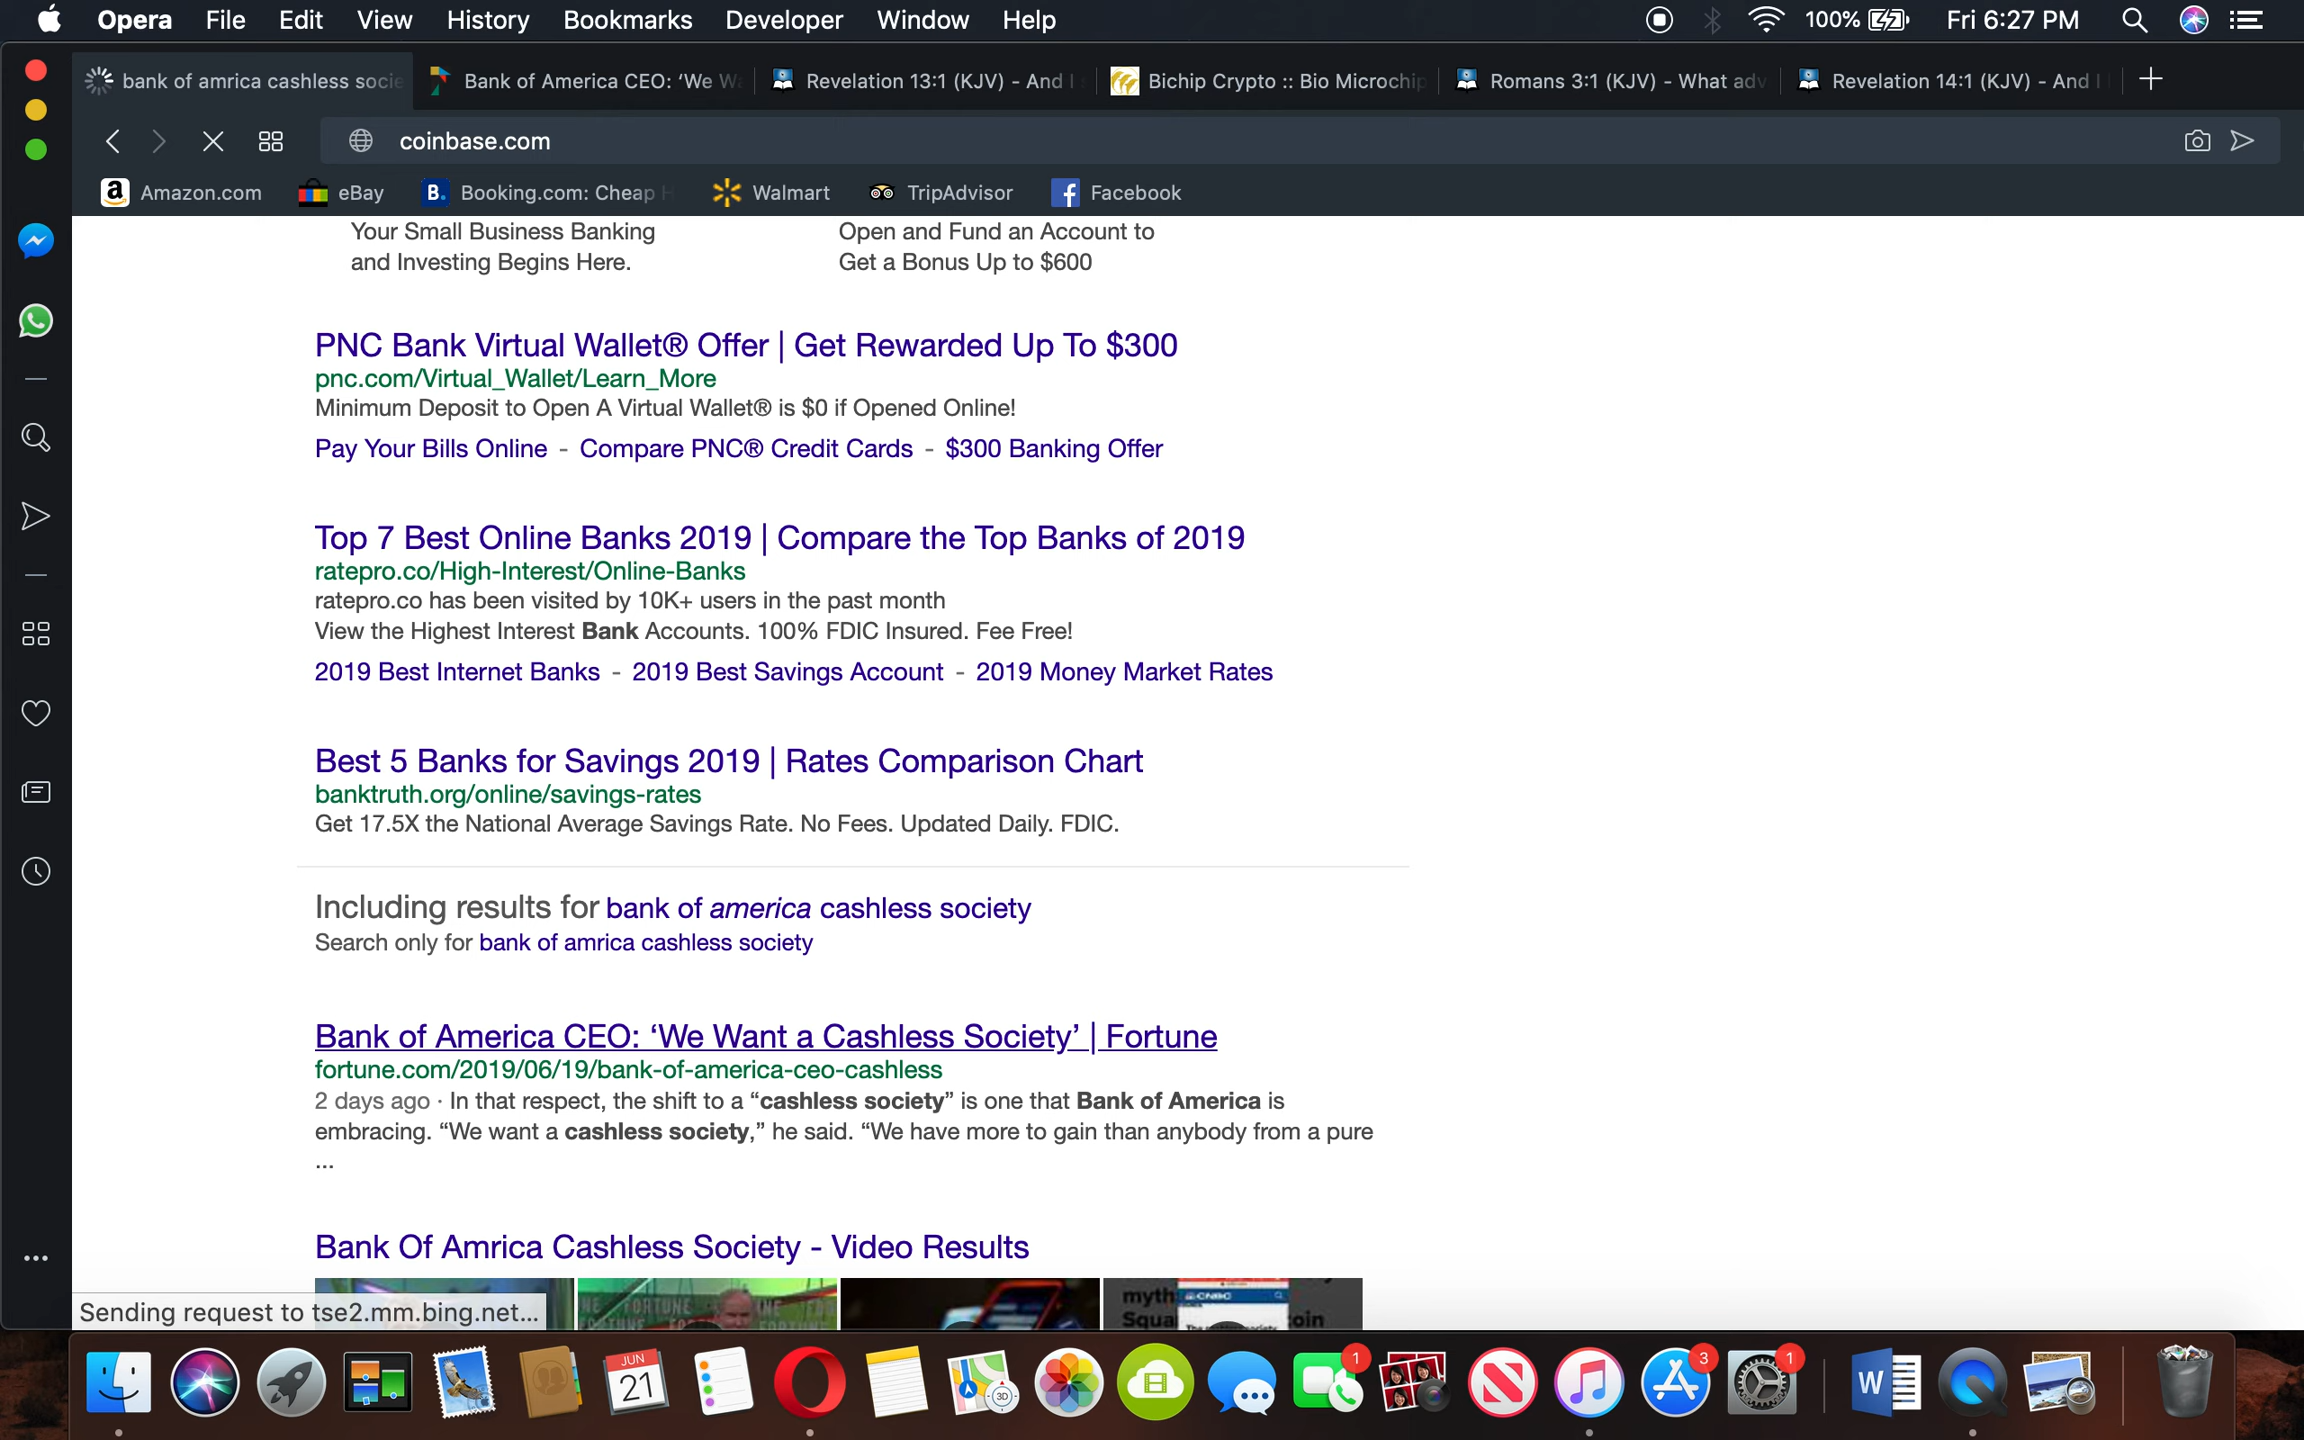 Opera File Edit View History Bookmarks Developer Window Help 100% Fri 6:27 PM
bank of amrica cashless socie Bank of America CEO: ‘We Wa Revelation 13:1 (KJV) - And I s Bichip Crypto :: Bio Microchip Romans 3:1 (KJV) - What adv Revelation 14:1 (KJV) - And I
coinbase.com
Amazon.com eBay Booking.com: Cheap H Walmart TripAdvisor Facebook
Your Small Business Banking
and Investing Begins Here.
Open and Fund an Account to
Get a Bonus Up to $600
PNC Bank Virtual Wallet® Offer | Get Rewarded Up To $300
pnc.com/Virtual_Wallet/Learn_More
Minimum Deposit to Open A Virtual Wallet® is $0 if Opened Online!
Pay Your Bills Online - Compare PNC® Credit Cards - $300 Banking Offer
Top 7 Best Online Banks 2019 | Compare the Top Banks of 2019
ratepro.co/High-Interest/Online-Banks
ratepro.co has been visited by 10K+ users in the past month
View the Highest Interest Bank Accounts. 100% FDIC Insured. Fee Free!
2019 Best Internet Banks - 2019 Best Savings Account - 2019 Money Market Rates
Best 5 Banks for Savings 2019 | Rates Comparison Chart
banktruth.org/online/savings-rates
Get 17.5X the National Average Savings Rate. No Fees. Updated Daily. FDIC.
Including results for bank of america cashless society
Search only for bank of amrica cashless society
Bank of America CEO: ‘We Want a Cashless Society’ | Fortune
fortune.com/2019/06/19/bank-of-america-ceo-cashless
2 days ago · In that respect, the shift to a “cashless society” is one that Bank of America is
embracing. “We want a cashless society,” he said. “We have more to gain than anybody from a pure
...
Bank Of Amrica Cashless Society - Video Results
FORTUNE
myth
CNBC
Squa
coin
Sending request to tse2.mm.bing.net...
JUN
21
3D
1
3
1
W